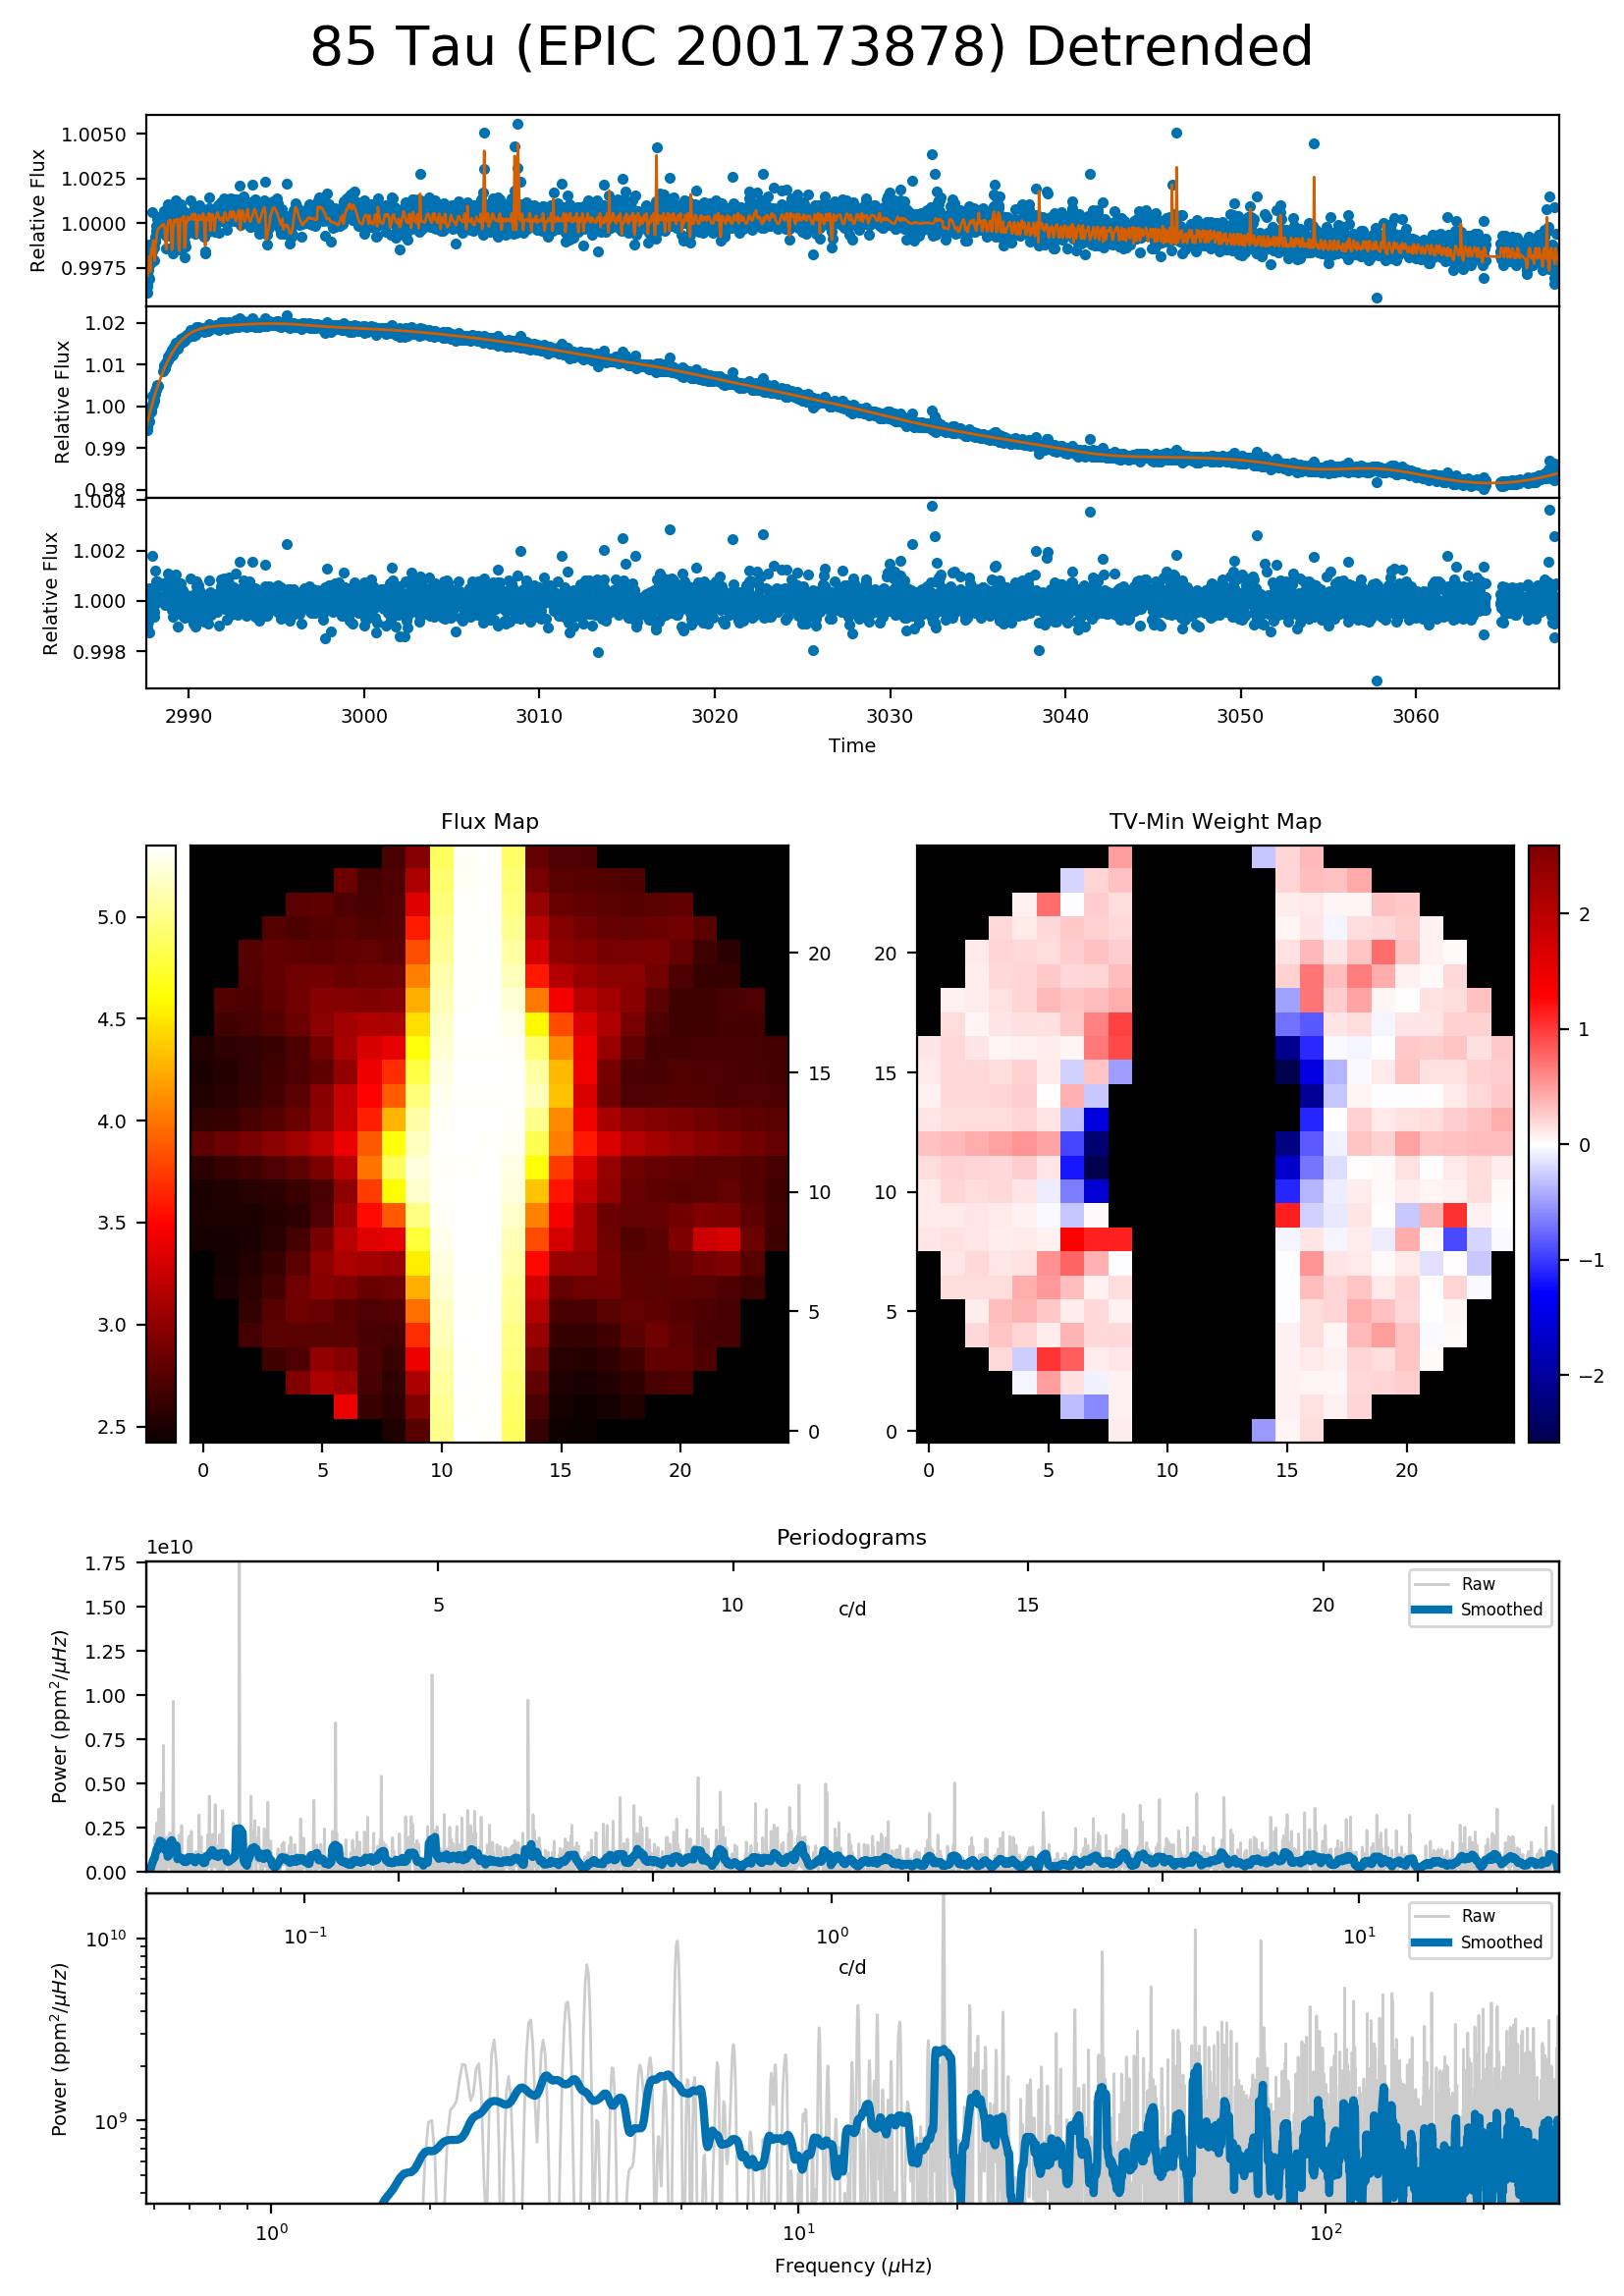 85 Tau (EPIC 200173878) Detrended
1.0050
1.0025
1.0000
0.9975
Relative Flux
1.02
1.01
1.00
0.99
0.98
Relative Flux
1.004
1.002
1.000
0.998
Relative Flux
2990 3000 3010 3020 3030 3040 3050 3060
Time
Flux Map
5.0
4.5
4.0
3.5
3.0
2.5
20
15
10
5
0
0 5 10 15 20
TV-Min Weight Map
20
15
10
5
0
0 5 10 15 20
2
1
0
−1
−2
Periodograms
1e10
1.75
1.50
1.25
1.00
0.75
0.50
0.25
0.00
Power (ppm²/μHz)
5 10 15 20
c/d
Raw
Smoothed
10¹⁰
10⁹
Power (ppm²/μHz)
10⁻¹ 10⁰ 10¹
c/d
Raw
Smoothed
10⁰ 10¹ 10²
Frequency (μHz)